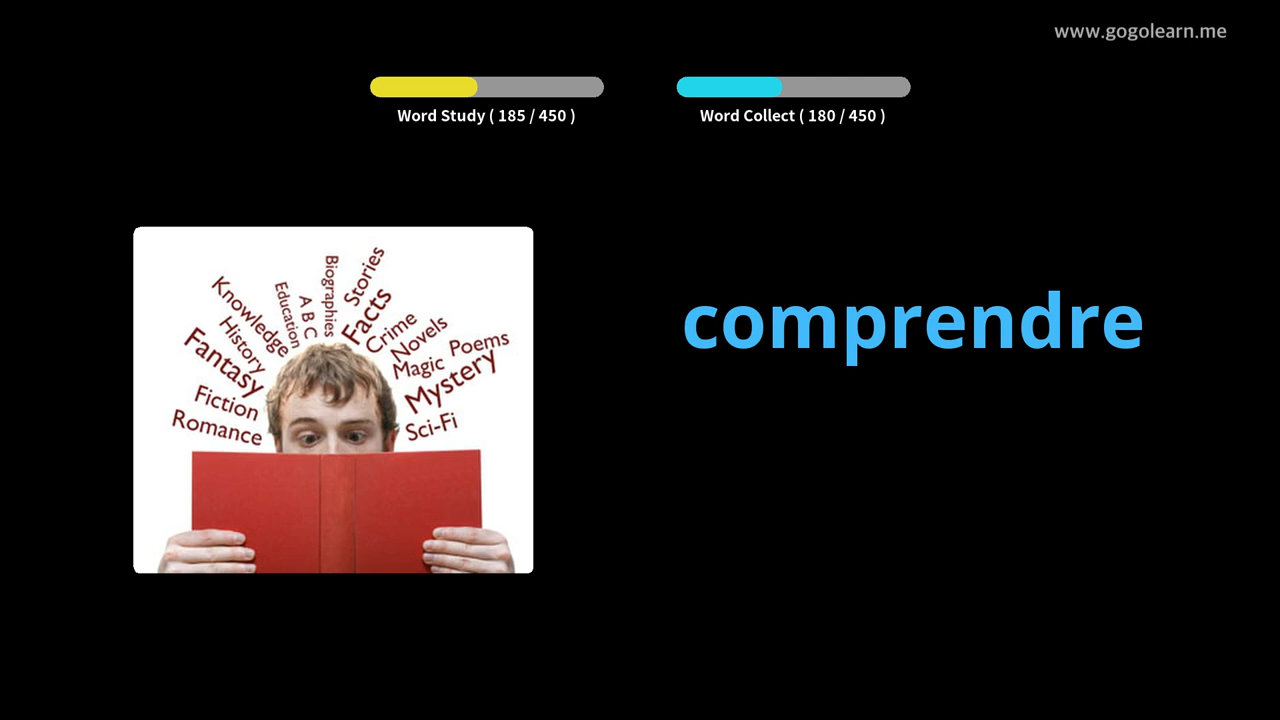 www.gogolearn.me
Word Study ( 185 / 450 )
Word Collect ( 180 / 450 )
comprendre
Biographies
Stories
Education
A B C
Facts
Knowledge
Crime
History
Novels
Poems
Fantasy
Magic
Mystery
Fiction
Romance
Sci-Fi